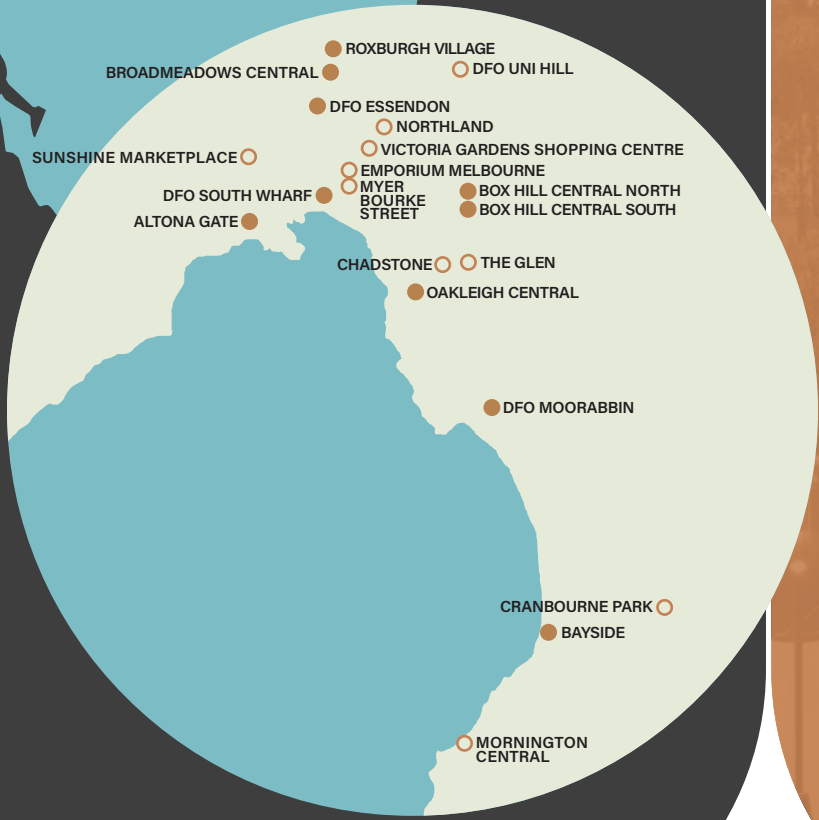 ROXBURGH VILLAGE
BROADMEADOWS CENTRAL
DFO UNI HILL
DFO ESSENDON
NORTHLAND
VICTORIA GARDENS SHOPPING CENTRE
SUNSHINE MARKETPLACE
EMPORIUM MELBOURNE
MYER
BOURKE
STREET
DFO SOUTH WHARF
BOX HILL CENTRAL NORTH
BOX HILL CENTRAL SOUTH
ALTONA GATE
CHADSTONE
THE GLEN
OAKLEIGH CENTRAL
DFO MOORABBIN
CRANBOURNE PARK
BAYSIDE
MORNINGTON
CENTRAL